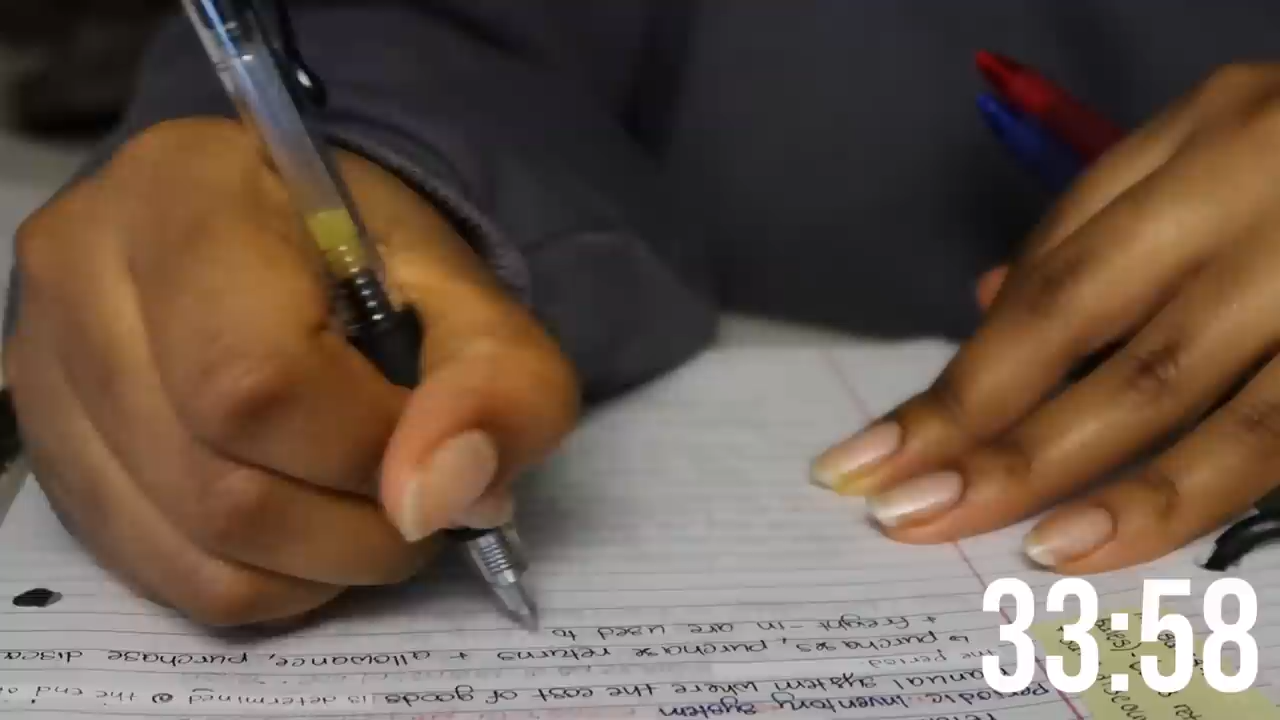 Periodic Inventory System
manual system where the cost of goods is determined @ the end
the period.
↳ purchases, purchase returns + allowance, purchase
+ freight-in are used to
33:58